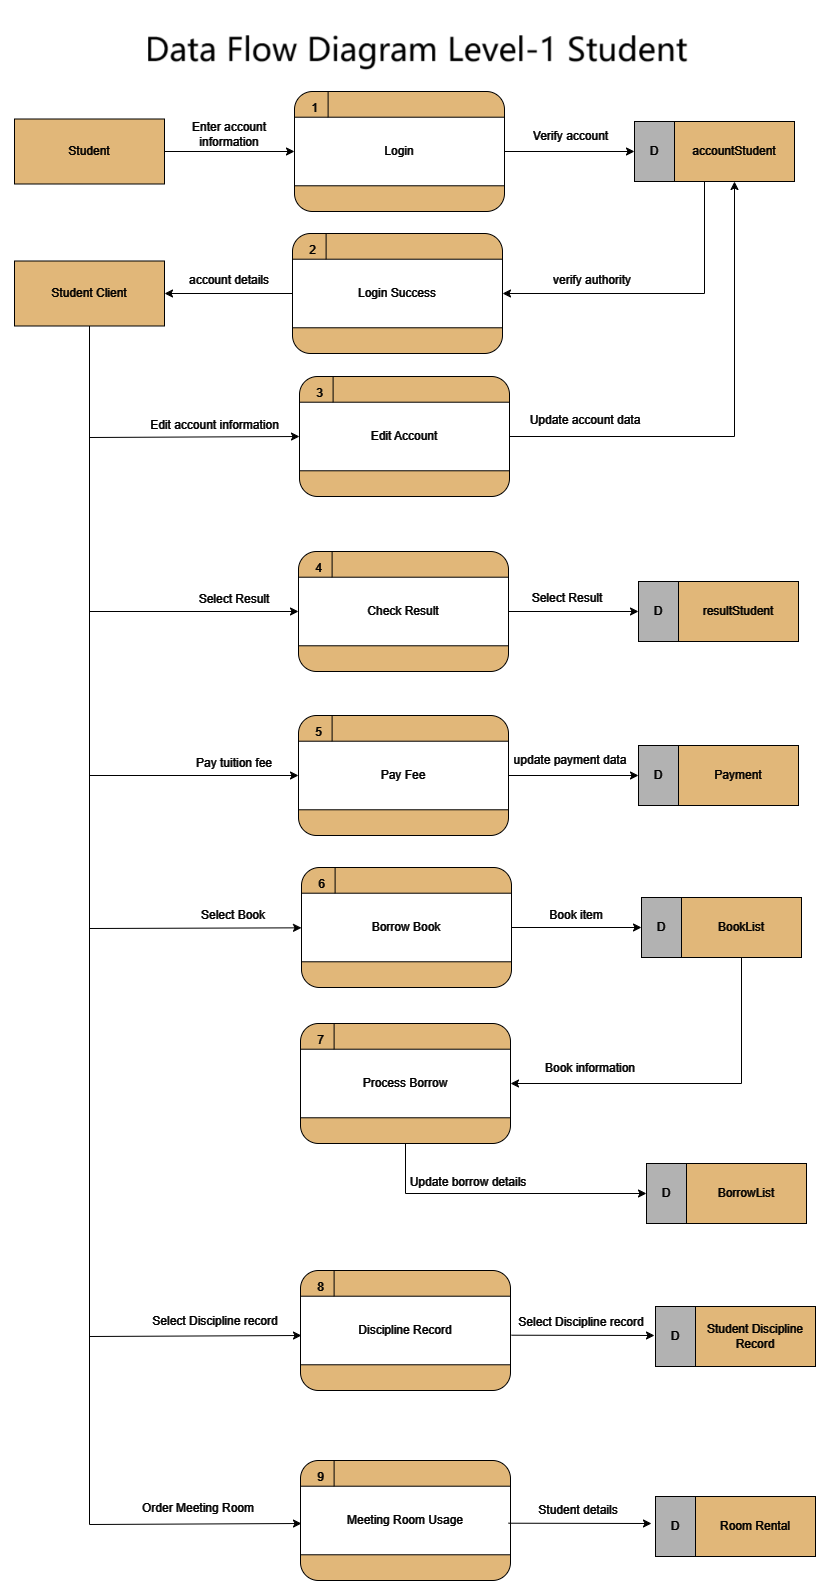 Data Flow Diagram Level-1 Student
1
Student
Enter account
information
Login
Verify account
D
accountStudent
2
Student Client
account details
Login Success
verify authority
3
Edit account information
Edit Account
Update account data
4
Select Result
Check Result
Select Result
D
resultStudent
5
Pay tuition fee
Pay Fee
update payment data
D
Payment
6
Select Book
Borrow Book
Book item
D
BookList
7
Process Borrow
Book information
Update borrow details
D
BorrowList
8
Select Discipline record
Discipline Record
Select Discipline record
D
Student Discipline
Record
9
Order Meeting Room
Meeting Room Usage
Student details
D
Room Rental